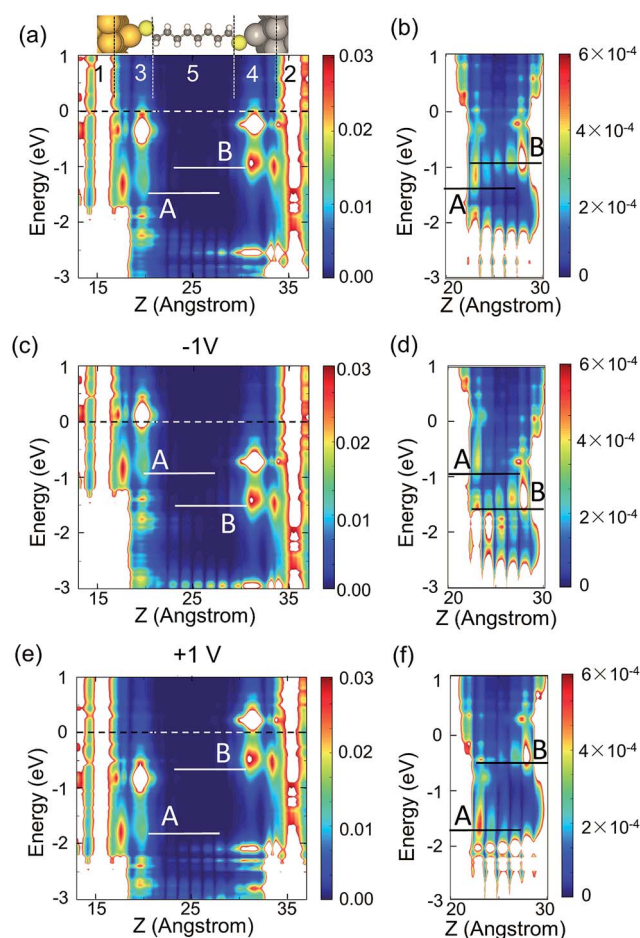 (a)
1 3 5 4 2
B
A
1
0
-1
-2
-3
Energy (eV)
15 25 35
Z (Angstrom)
0.03
0.02
0.01
0.00
(b)
B
A
1
0
-1
-2
-3
Energy (eV)
20 30
Z (Angstrom)
6×10⁻⁴
4×10⁻⁴
2×10⁻⁴
0
(c)
-1V
A
B
1
0
-1
-2
-3
Energy (eV)
15 25 35
Z (Angstrom)
0.03
0.02
0.01
0.00
(d)
A
B
1
0
-1
-2
-3
Energy (eV)
20 30
Z (Angstrom)
6×10⁻⁴
4×10⁻⁴
2×10⁻⁴
0
(e)
+1 V
B
A
1
0
-1
-2
-3
Energy (eV)
15 25 35
Z (Angstrom)
0.03
0.02
0.01
0.00
(f)
B
A
1
0
-1
-2
-3
Energy (eV)
20 30
Z (Angstrom)
6×10⁻⁴
4×10⁻⁴
2×10⁻⁴
0